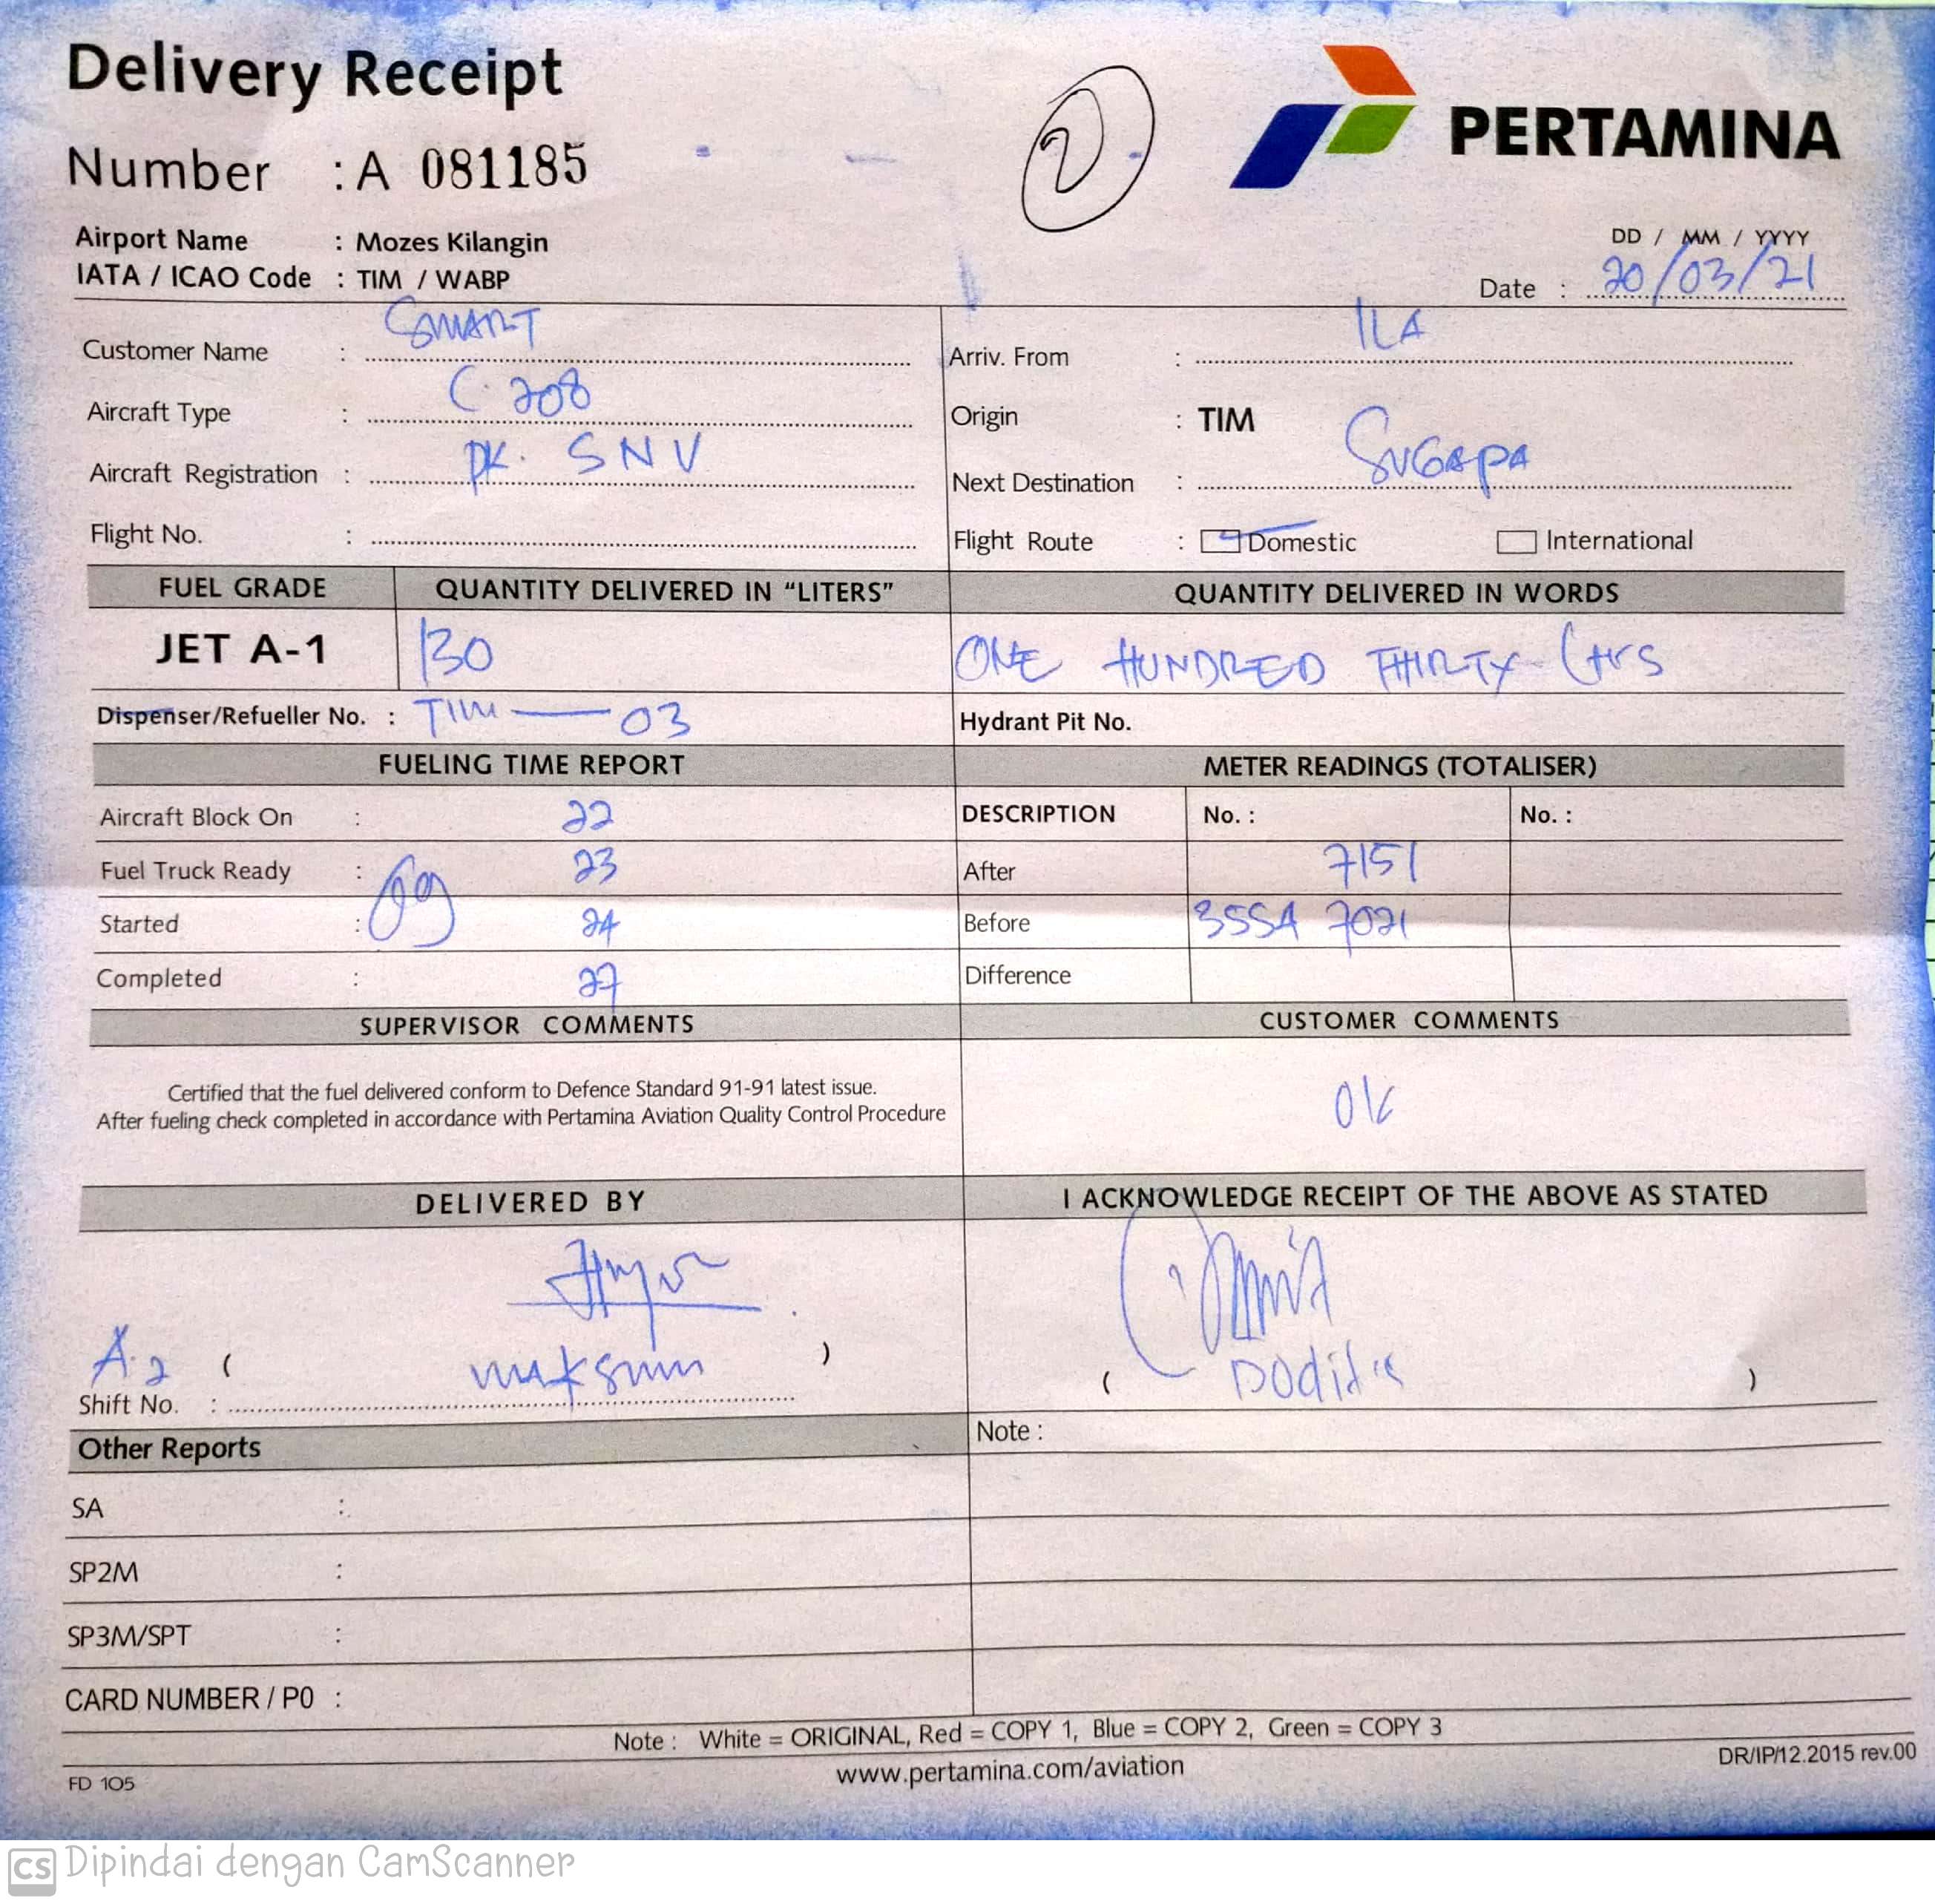 Delivery Receipt
Number : A 081185
2
PERTAMINA
Airport Name : Mozes Kilangin
IATA / ICAO Code : TIM / WABP
DD / MM / YYYY
Date : 20/03/21
Customer Name : SMART
Arriv. From : ILA
Aircraft Type : C. 208
Origin : TIM
Aircraft Registration : PK. SNV
Next Destination : SUGAPA
Flight No. :
Flight Route : Domestic International
FUEL GRADE QUANTITY DELIVERED IN “LITERS” QUANTITY DELIVERED IN WORDS
JET A-1 130 ONE HUNDRED THIRTY Ltrs
Dispenser/Refueller No. : TIM — 03 Hydrant Pit No.
FUELING TIME REPORT METER READINGS (TOTALISER)
Aircraft Block On : 22 DESCRIPTION No. : No. :
Fuel Truck Ready : 23 After 7151
Started : 09 24 Before 3554 7021
Completed : 27 Difference
SUPERVISOR COMMENTS CUSTOMER COMMENTS
Certified that the fuel delivered conform to Defence Standard 91-91 latest issue.
After fueling check completed in accordance with Pertamina Aviation Quality Control Procedure
OK
DELIVERED BY I ACKNOWLEDGE RECEIPT OF THE ABOVE AS STATED
A.2 ( maksum ) ( )
Shift No. :
Other Reports Note :
SA :
SP2M :
SP3M/SPT :
CARD NUMBER / P0 :
Note : White = ORIGINAL, Red = COPY 1, Blue = COPY 2, Green = COPY 3
FD 105 www.pertamina.com/aviation DR/IP/12.2015 rev.00
CS Dipindai dengan CamScanner